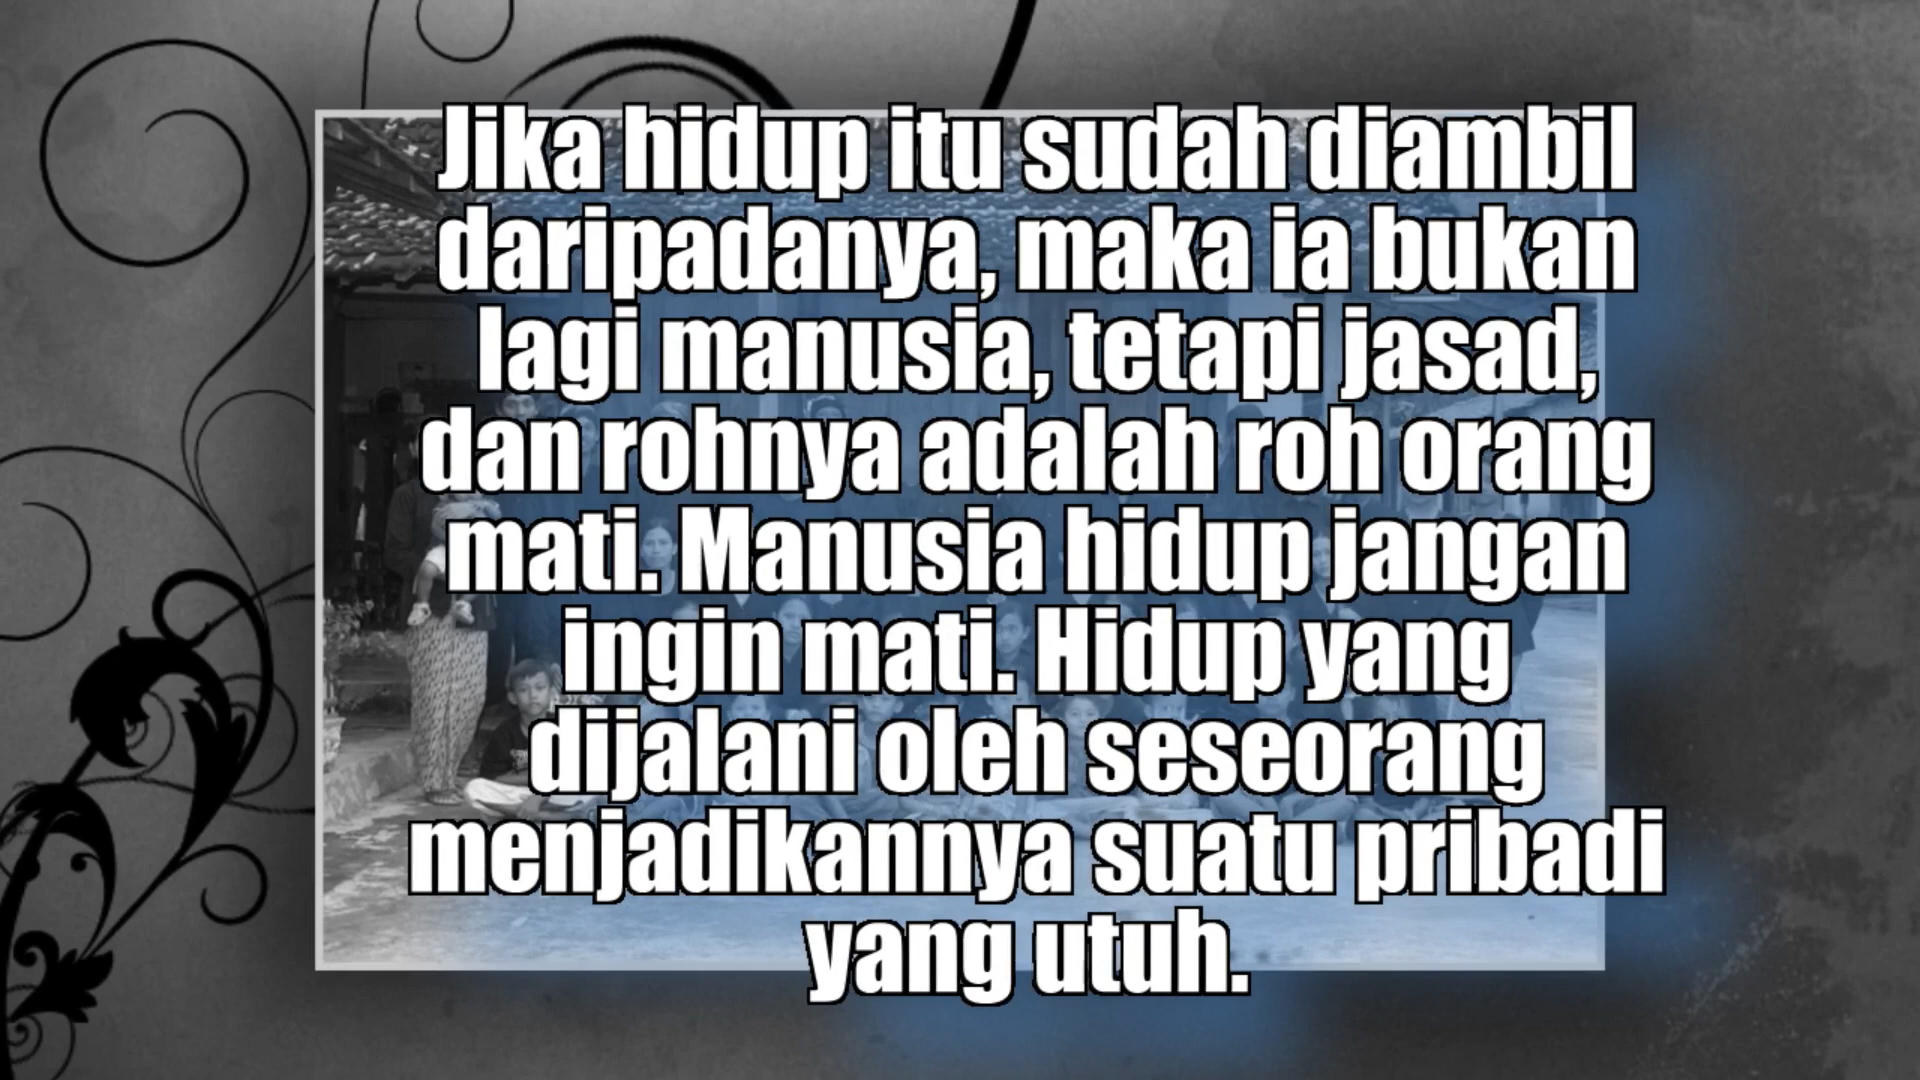 Jika hidup itu sudah diambil
daripadanya, maka ia bukan
lagi manusia, tetapi jasad,
dan rohnya adalah roh orang
mati. Manusia hidup jangan
ingin mati. Hidup yang
dijalani oleh seseorang
menjadikannya suatu pribadi
yang utuh.